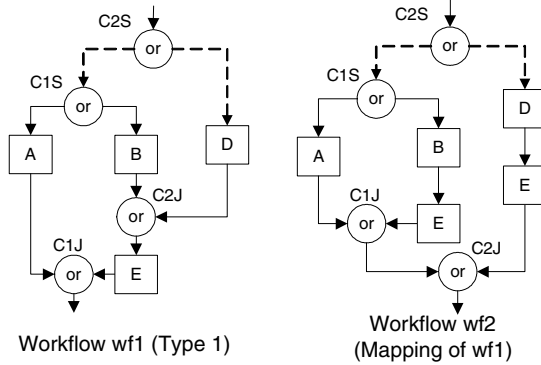 C2S
or
C1S
or
A
B
D
C2J
or
C1J
or
E
Workflow wf1 (Type 1)
C2S
or
C1S
or
D
A
B
E
C1J
or
E
C2J
or
Workflow wf2
(Mapping of wf1)